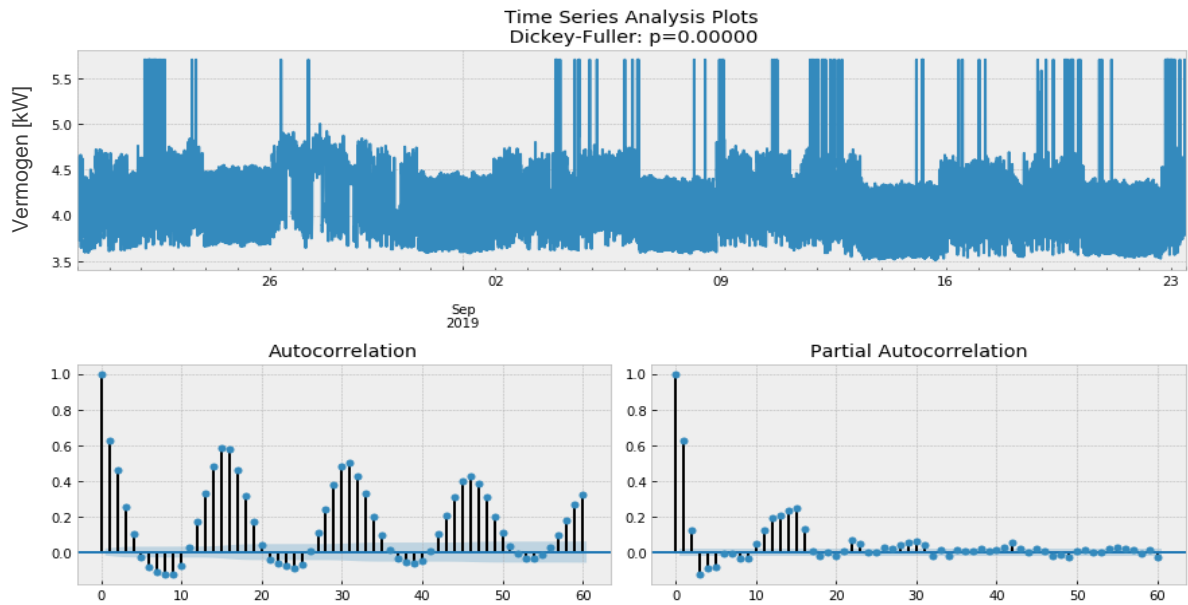 Time Series Analysis Plots
Dickey-Fuller: p=0.00000
Vermogen [kW]
5.5
5.0
4.5
4.0
3.5
26 02 09 16 23
Sep
2019
Autocorrelation
1.0
0.8
0.6
0.4
0.2
0.0
0 10 20 30 40 50 60
Partial Autocorrelation
1.0
0.8
0.6
0.4
0.2
0.0
0 10 20 30 40 50 60